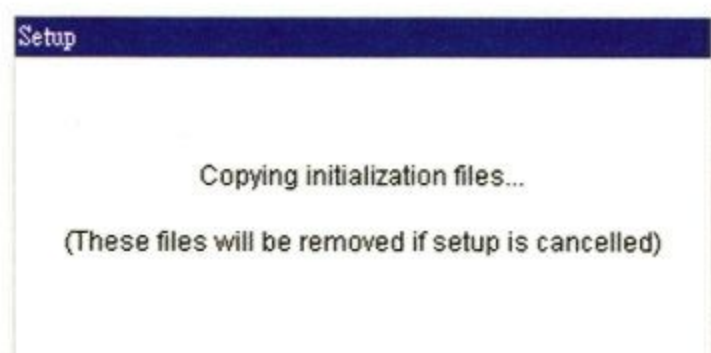 Setup
Copying initialization files...
(These files will be removed if setup is cancelled)